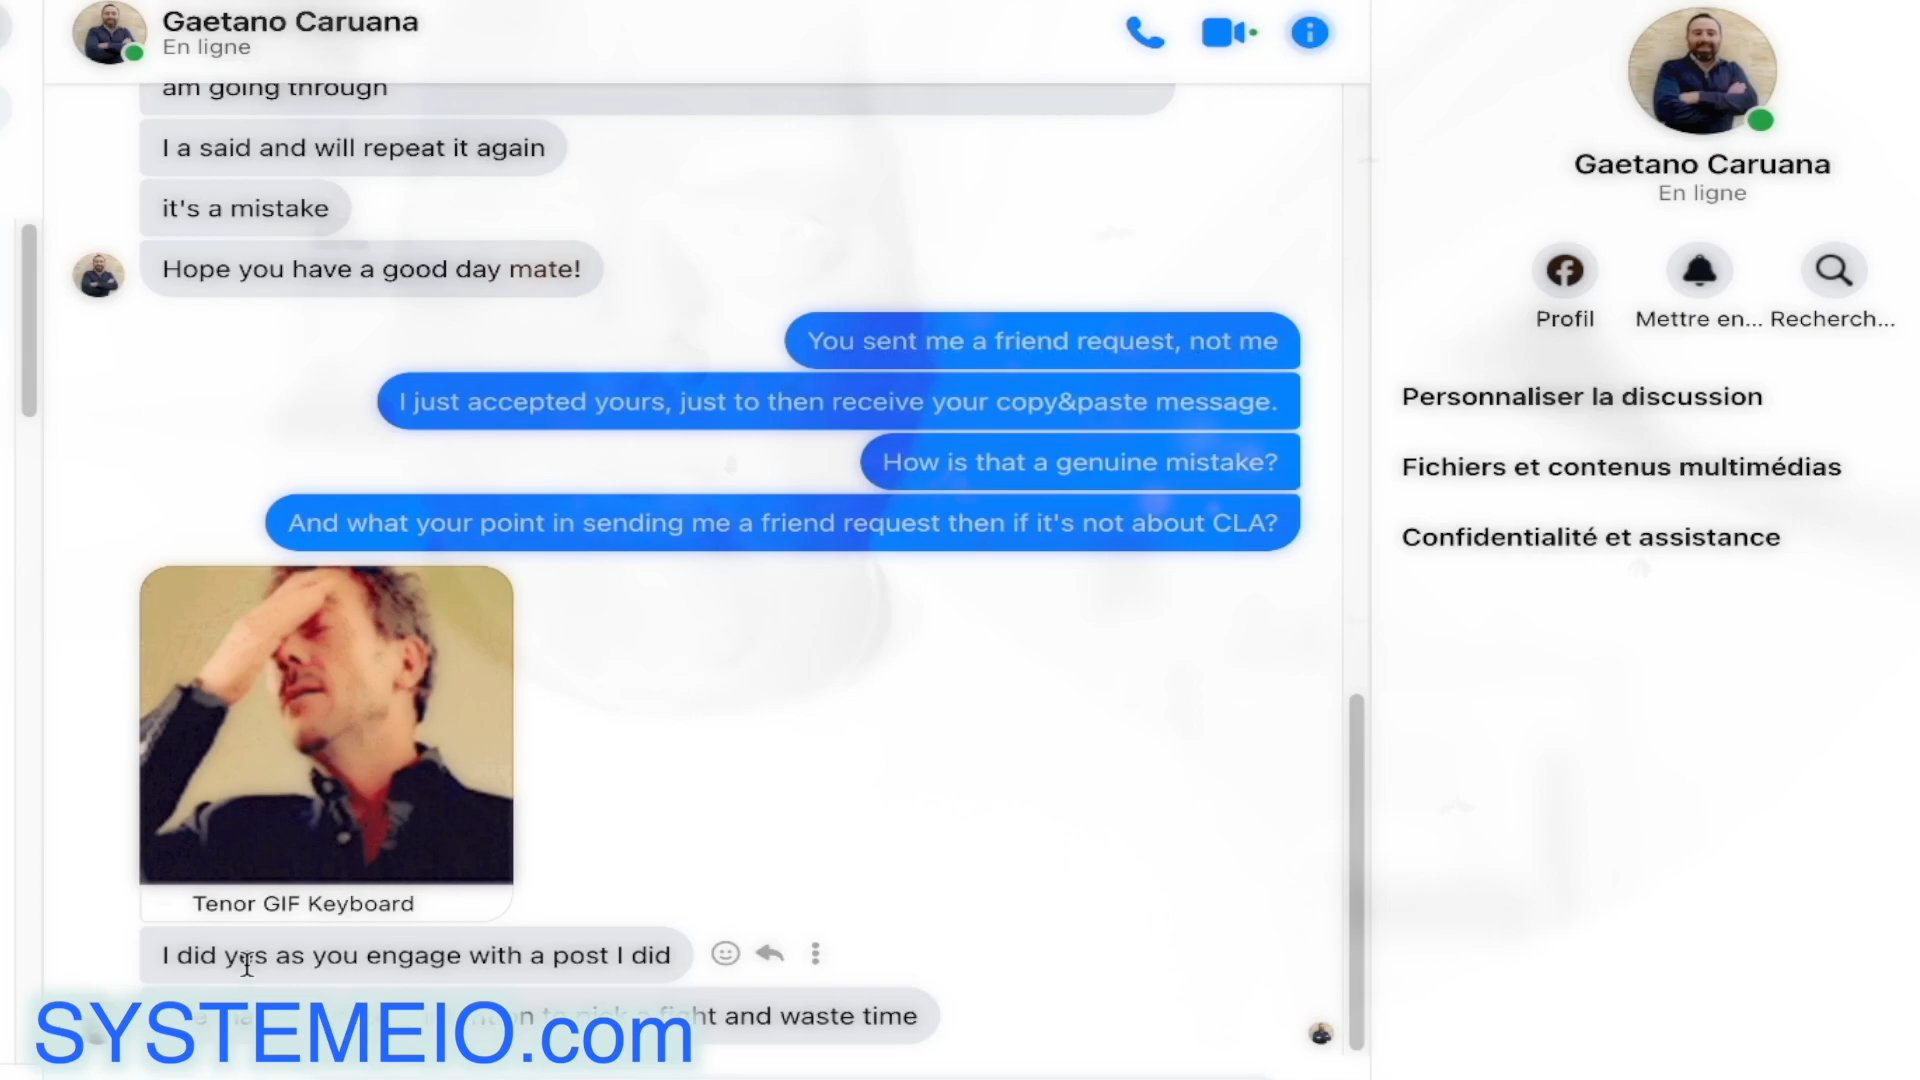 Gaetano Caruana
En ligne
am going through
I a said and will repeat it again
it's a mistake
Hope you have a good day mate!
You sent me a friend request, not me
I just accepted yours, just to then receive your copy&paste message.
How is that a genuine mistake?
And what your point in sending me a friend request then if it's not about CLA?
Tenor GIF Keyboard
I did yes as you engage with a post I did
to pick a fight and waste time
SYSTEMEIO.com
Gaetano Caruana
En ligne
Profil
Mettre en...
Recherch...
Personnaliser la discussion
Fichiers et contenus multimédias
Confidentialité et assistance